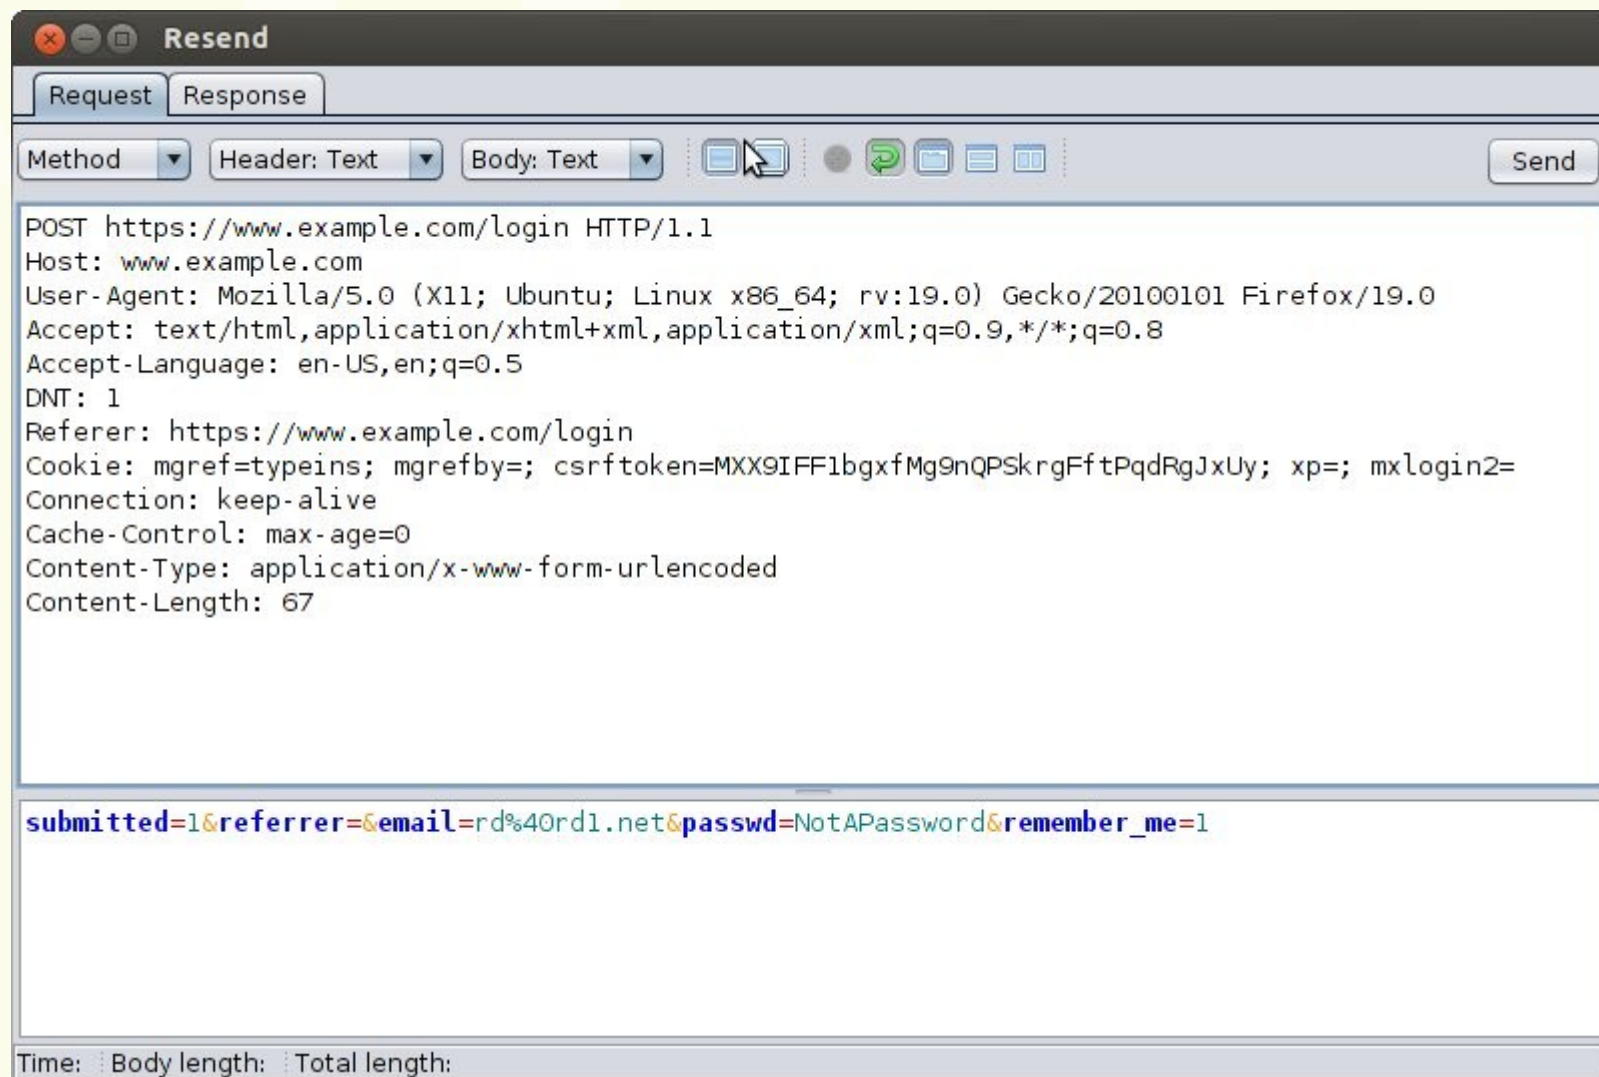 Resend
Request Response
Method Header: Text Body: Text Send
POST https://www.example.com/login HTTP/1.1
Host: www.example.com
User-Agent: Mozilla/5.0 (X11; Ubuntu; Linux x86_64; rv:19.0) Gecko/20100101 Firefox/19.0
Accept: text/html,application/xhtml+xml,application/xml;q=0.9,*/*;q=0.8
Accept-Language: en-US,en;q=0.5
DNT: 1
Referer: https://www.example.com/login
Cookie: mgref=typeins; mgrefby=; csrftoken=MXX9IFF1bgxfMg9nQPSkrgFftPqdRgJxUy; xp=; mxlogin2=
Connection: keep-alive
Cache-Control: max-age=0
Content-Type: application/x-www-form-urlencoded
Content-Length: 67
submitted=1&referrer=&email=rd%40rd1.net&passwd=NotAPassword&remember_me=1
Time: Body length: Total length: